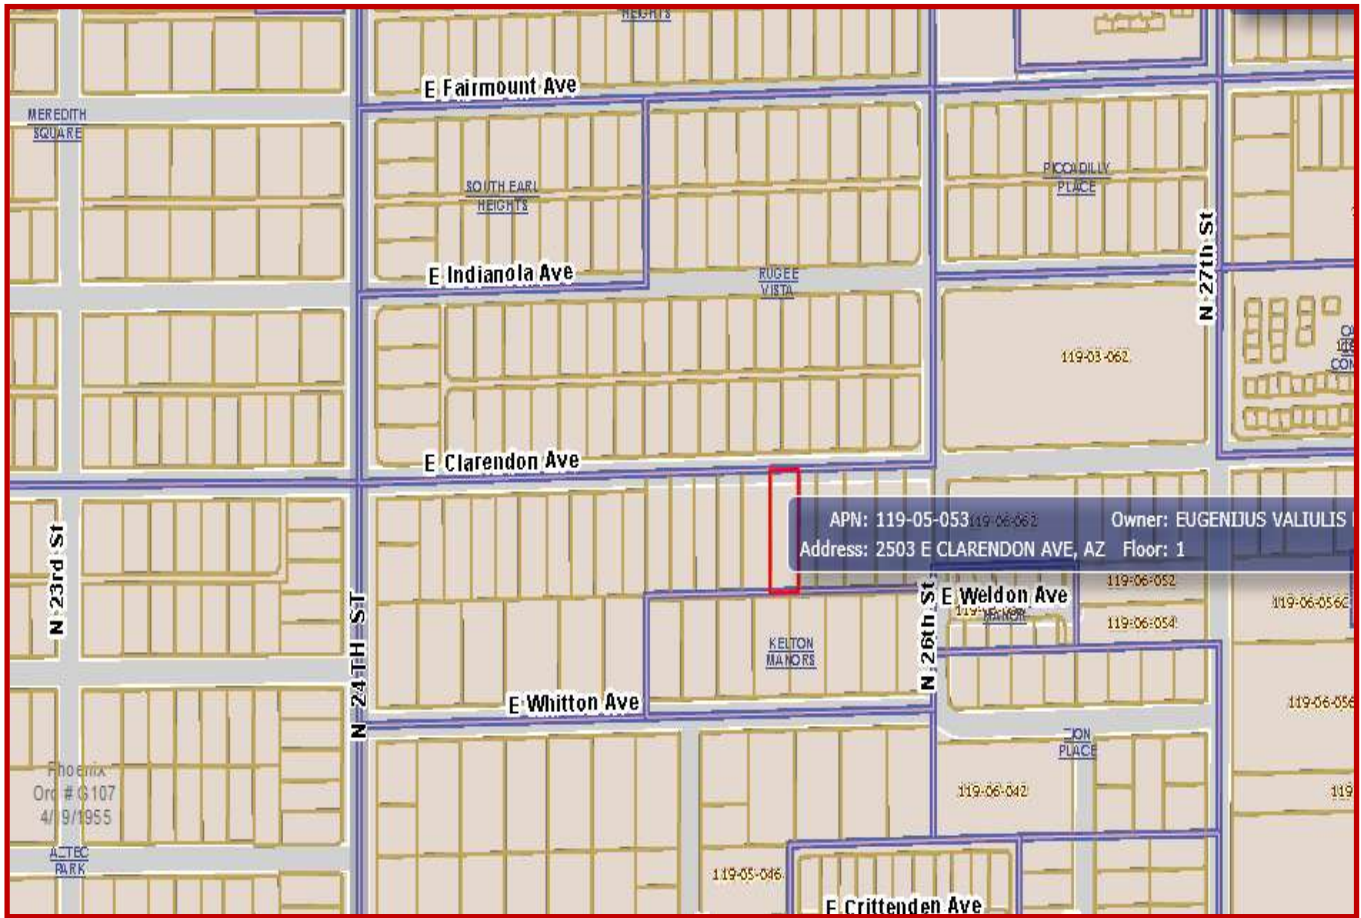 HEIGHTS
E Fairmount Ave
MEREDITH
SQUARE
SOUTH EARL
HEIGHTS
PICCADILLY
PLACE
N 27th St
E Indianola Ave
RUGEE
VISTA
119-03-062
E Clarendon Ave
APN: 119-05-053
Owner: EUGENIJUS VALIULIS
Address: 2503 E CLARENDON AVE, AZ Floor: 1
119-06-062
N 23rd St
N 24TH ST
N 26th St
E Weldon Ave
MANOR
119-06-052
119-06-054
119-06-056C
KELTON
MANORS
E Whitton Ave
119-06-056
PLACE
Phoenix
Ord # G107
4/19/1955
119-06-042
119
AZTEC
PARK
119-05-046
E Crittenden Ave